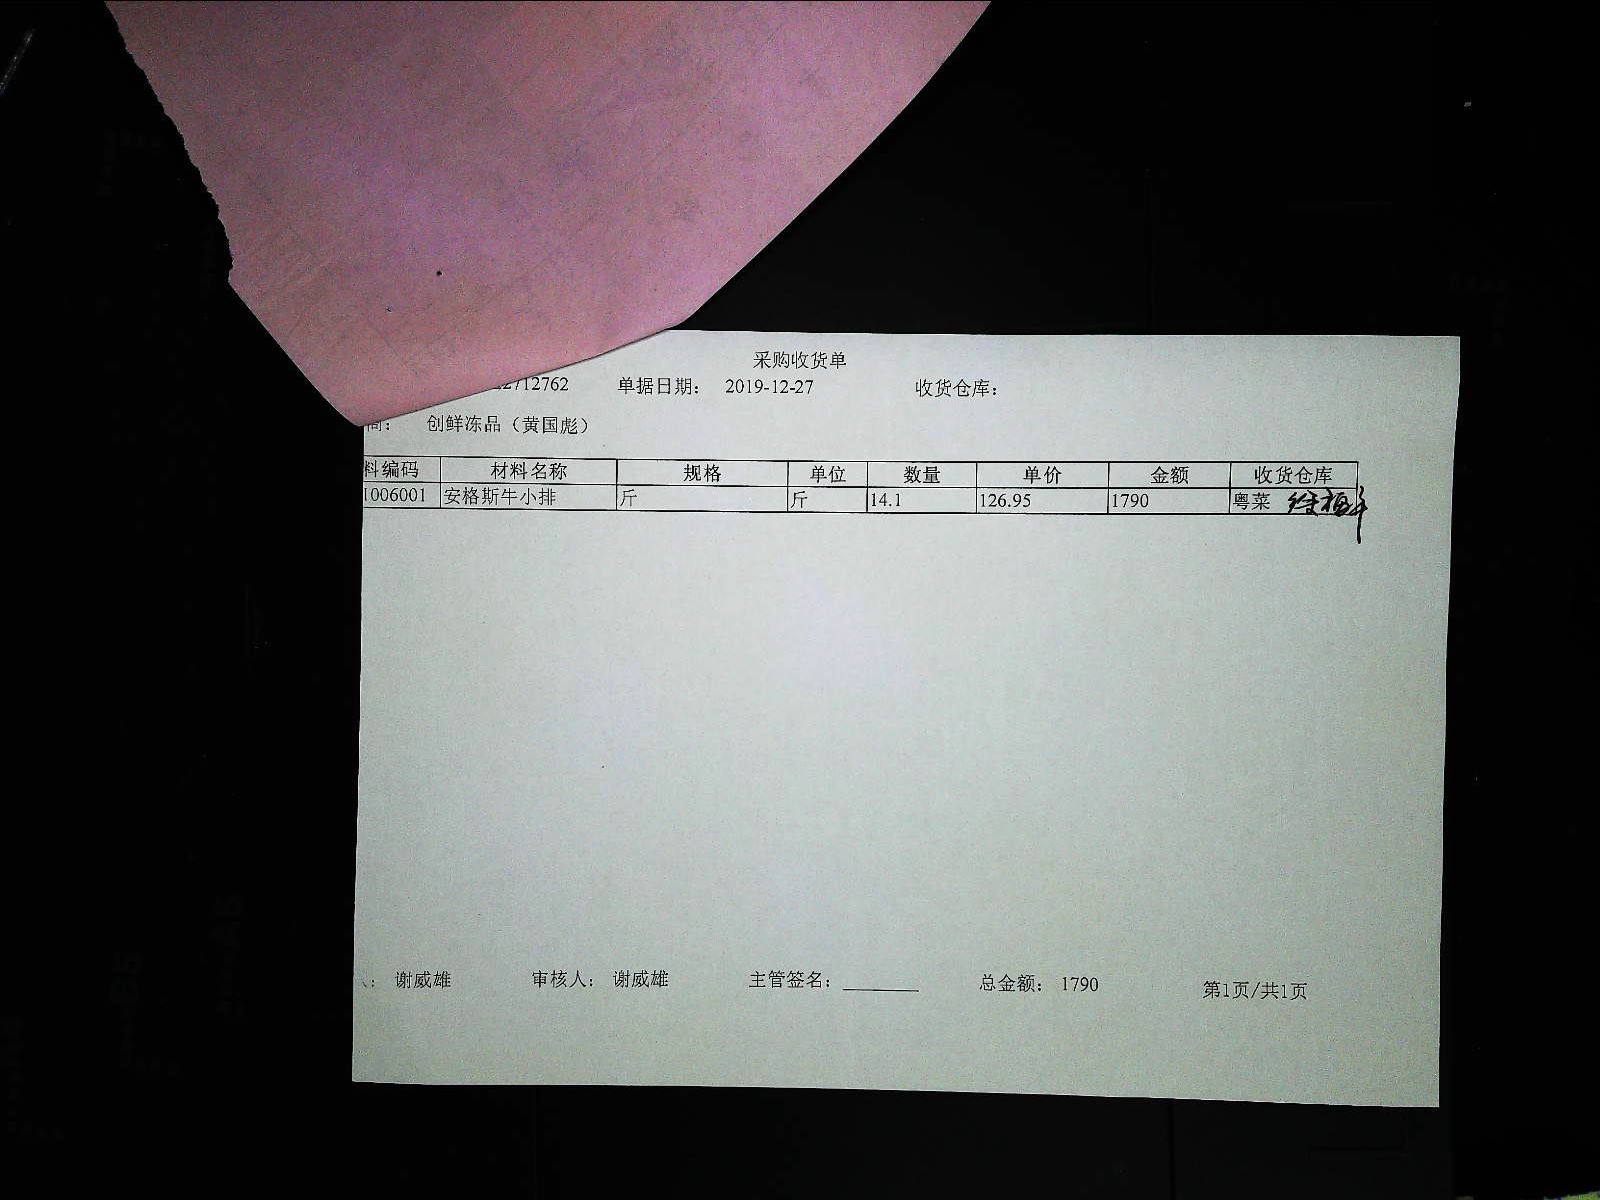 采购收货单
2712762 单据日期： 2019-12-27 收货仓库：
商： 创鲜冻品（黄国彪）
料编码 材料名称 规格 单位 数量 单价 金额 收货仓库
1006001 安格斯牛小排 斤 斤 14.1 126.95 1790 粤菜
谢威雄 审核人： 谢威雄 主管签名： 总金额： 1790 第1页/共1页